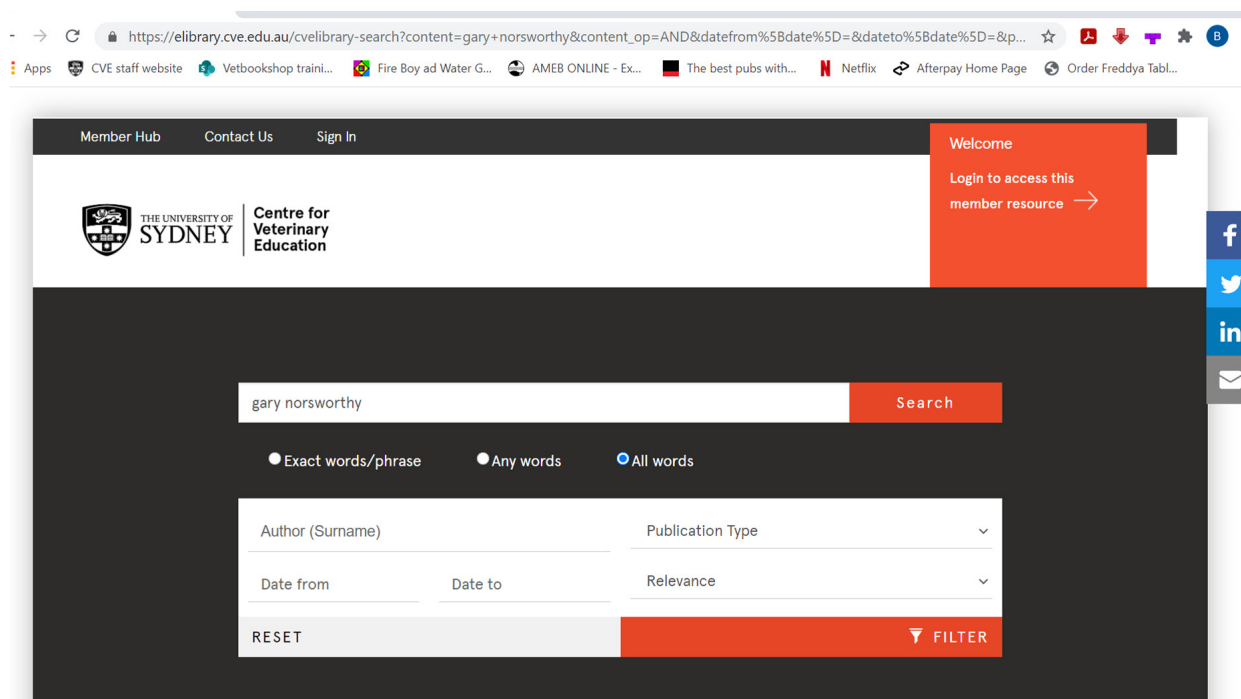 https://elibrary.cve.edu.au/cvelibrary-search?content=gary+norsworthy&content_op=AND&datefrom%5Bdate%5D=&dateto%5Bdate%5D=&p...
B
Apps CVE staff website Vetbookshop traini... Fire Boy ad Water G... AMEB ONLINE - Ex... The best pubs with... Netflix Afterpay Home Page Order Freddya Tabl...
Member Hub Contact Us Sign In
Welcome
Login to access this
member resource
THE UNIVERSITY OF
SYDNEY
Centre for
Veterinary
Education
gary norsworthy
Search
Exact words/phrase Any words All words
Author (Surname) Publication Type
Date from Date to Relevance
RESET FILTER